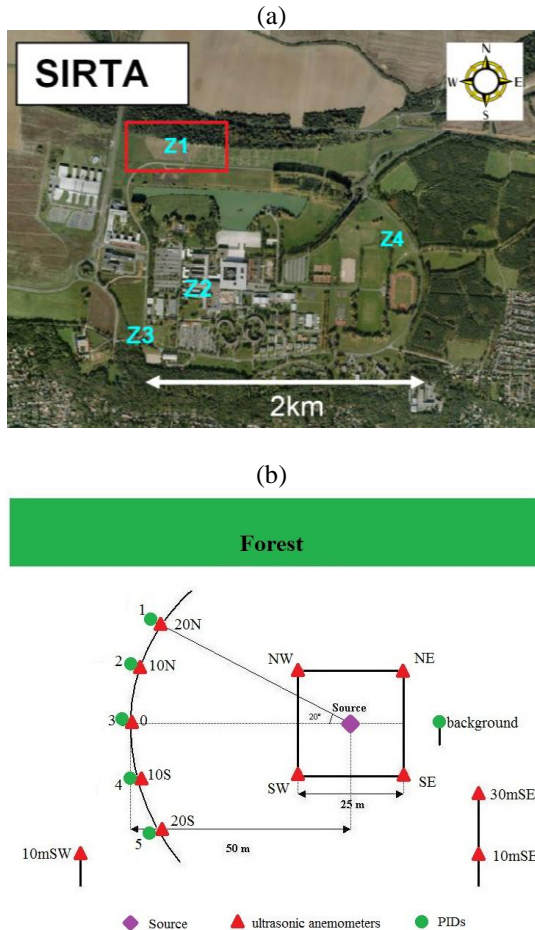 (a)
SIRTA
N
W E
S
Z1
Z4
Z2
Z3
2km
(b)
Forest
1
20N
2
10N
NW
NE
Source
3
0
20°
background
4
10S
SW
SE
25 m
30mSE
20S
5
50 m
10mSW
10mSE
Source
ultrasonic anemometers
PIDs